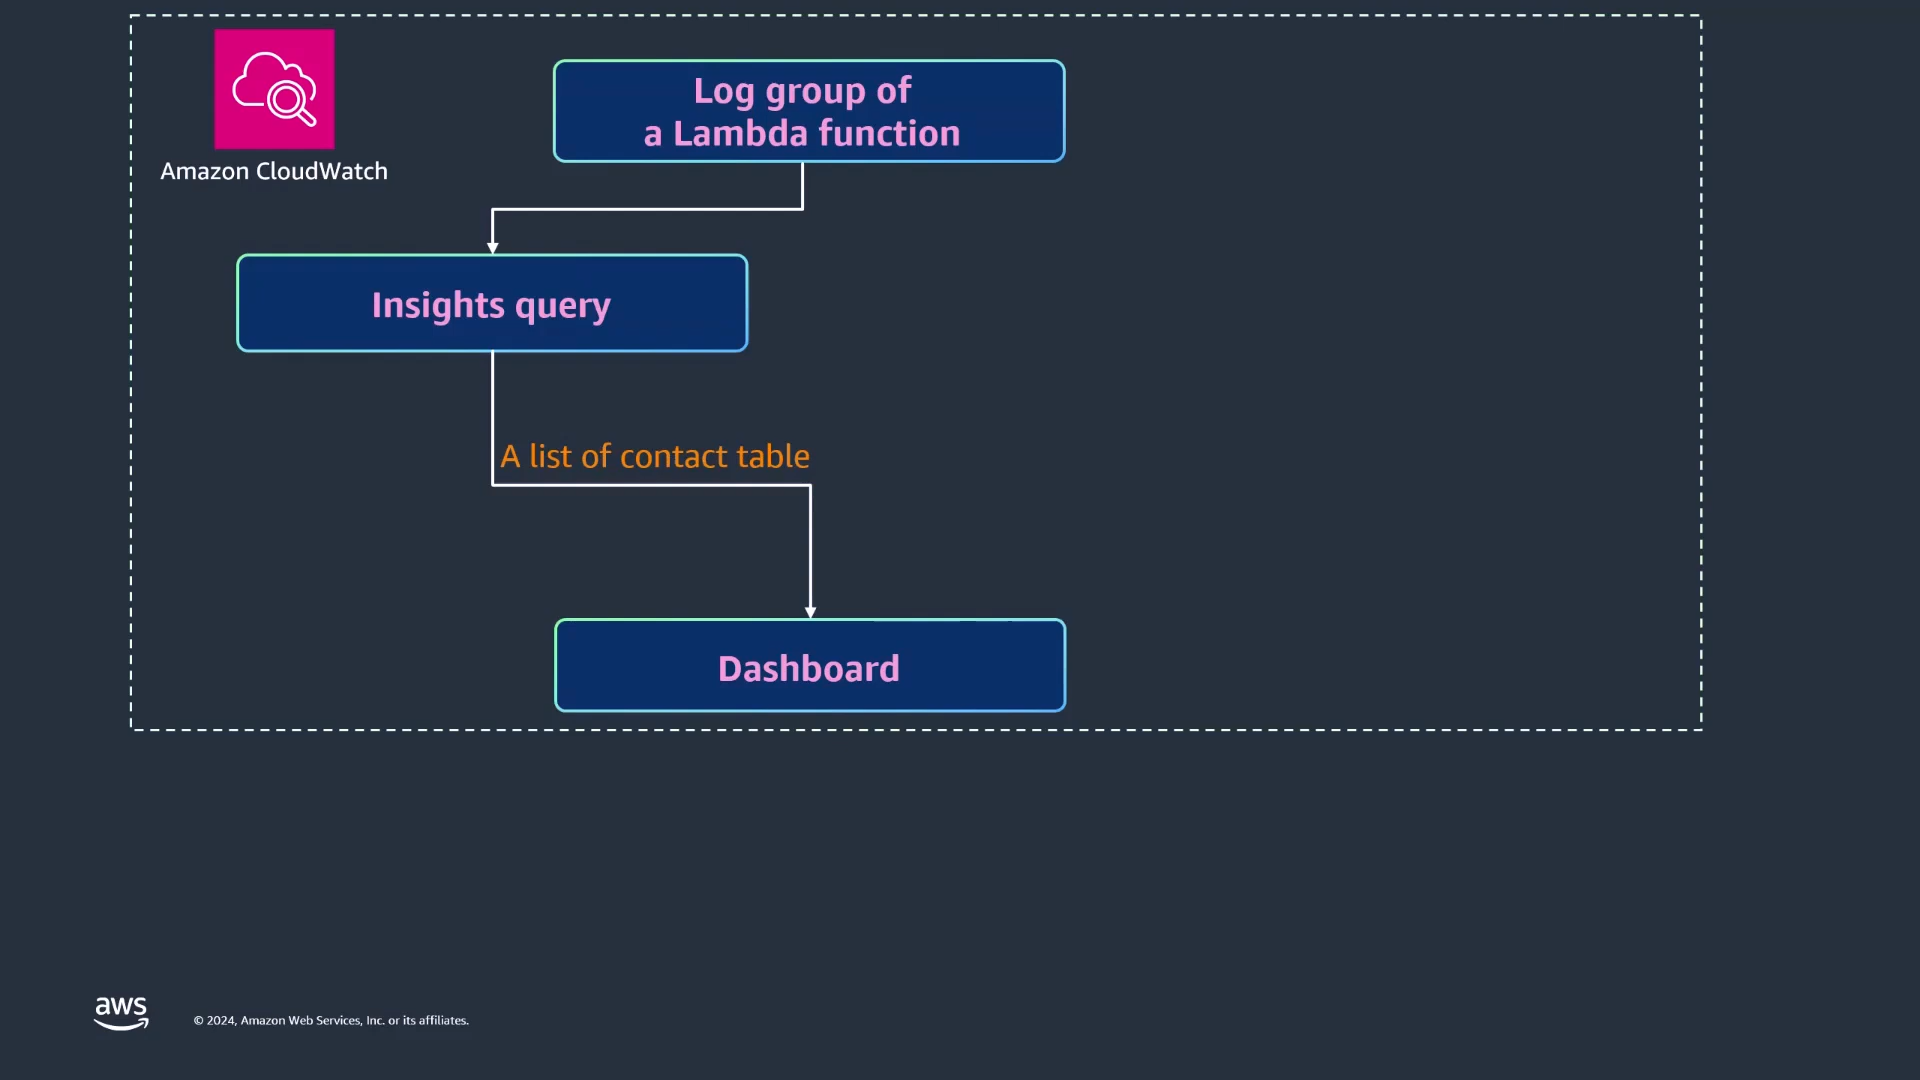 Log group of
a Lambda function
Amazon CloudWatch
Insights query
A list of contact table
Dashboard
aws
© 2024, Amazon Web Services, Inc. or its affiliates.